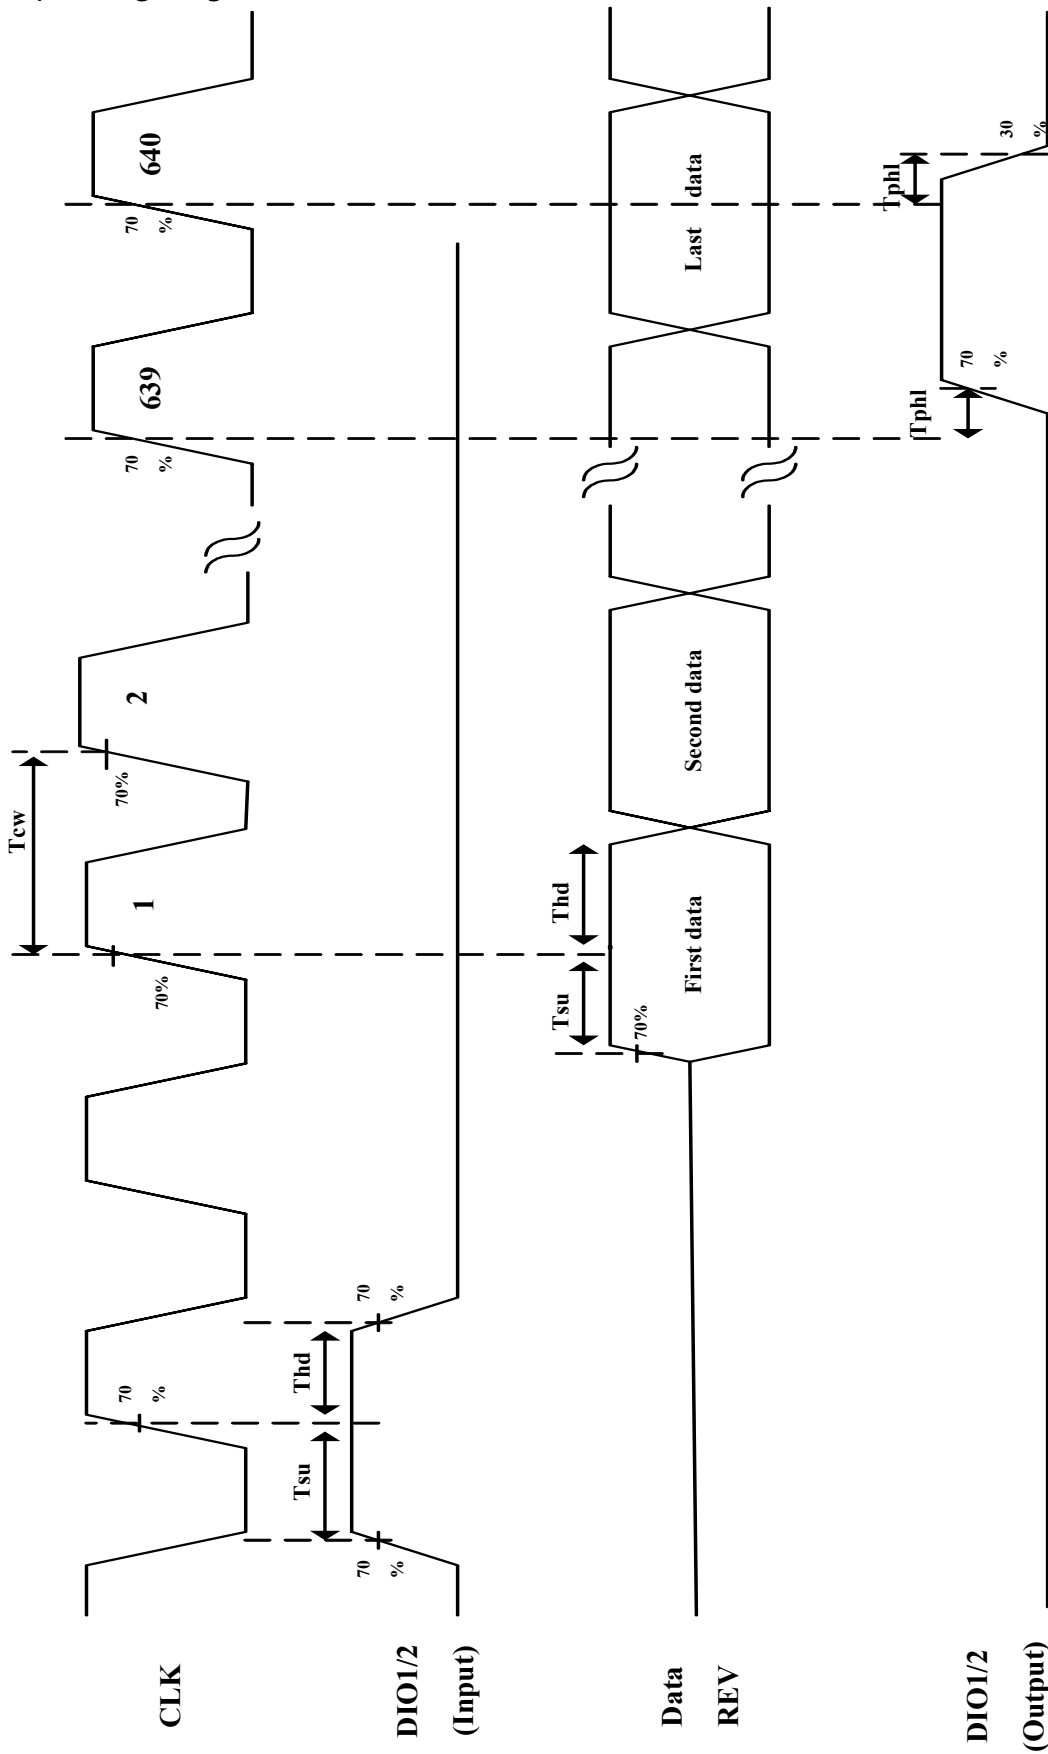 CLK
70
%
1
70%
Tcw
2
70%
639
70
%
640
70
%
DIO1/2
(Input)
70
%
Tsu
Thd
70
%
Data
REV
70%
Tsu
Thd
First data
Second data
Last data
DIO1/2
(Output)
Tphl
70
%
Tphl
30
%